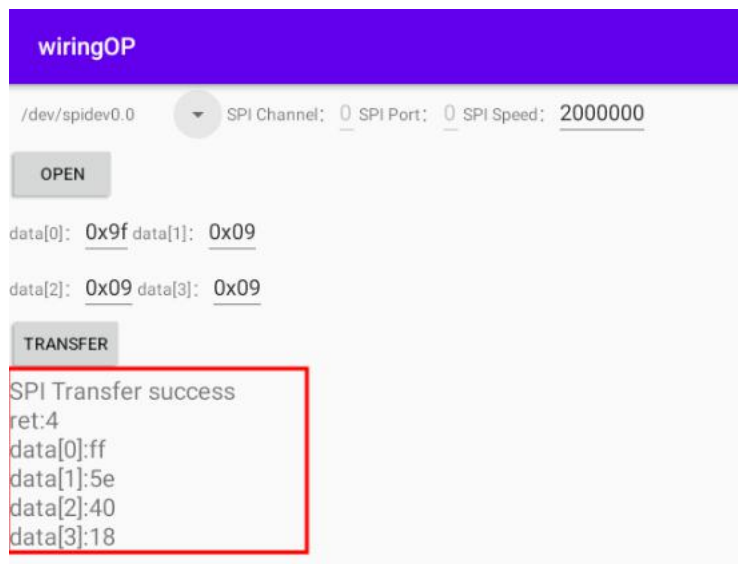 wiringOP
/dev/spidev0.0 SPI Channel: 0 SPI Port: 0 SPI Speed: 2000000
OPEN
data[0]: 0x9f data[1]: 0x09
data[2]: 0x09 data[3]: 0x09
TRANSFER
SPI Transfer success
ret:4
data[0]:ff
data[1]:5e
data[2]:40
data[3]:18